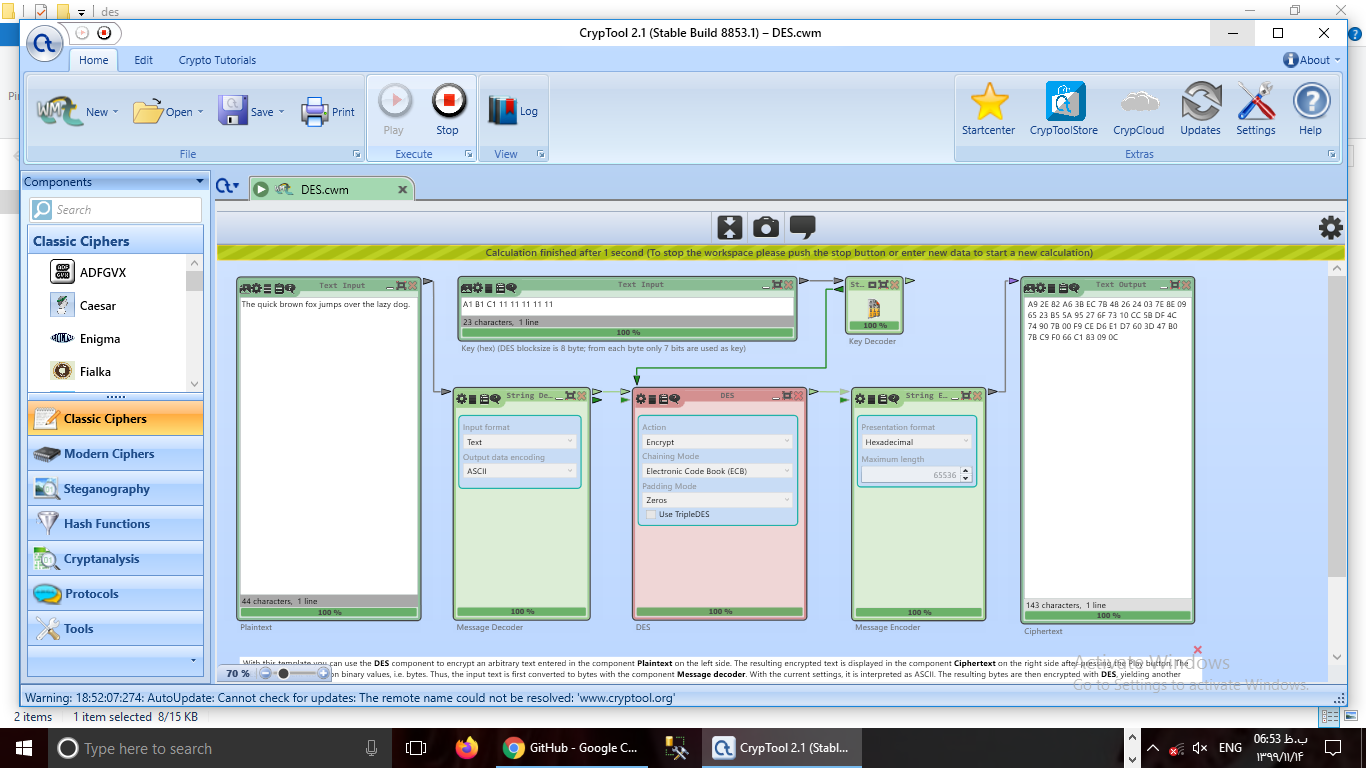 des
CrypTool 2.1 (Stable Build 8853.1) – DES.cwm
Home Edit Crypto Tutorials About
New Open Save Print Play Stop Log Startcenter CrypToolStore CrypCloud Updates Settings Help
File Execute View Extras
Components
DES.cwm
Search
Classic Ciphers
ADFGVX
Caesar
Enigma
Fialka
Classic Ciphers
Modern Ciphers
Steganography
Hash Functions
Cryptanalysis
Protocols
Tools
Calculation finished after 1 second (To stop the workspace please push the stop button or enter new data to start a new calculation)
Text Input
The quick brown fox jumps over the lazy dog.
44 characters, 1 line
100 %
Plaintext
Text Input
A1 B1 C1 11 11 11 11 11
23 characters, 1 line
100 %
Key (hex) (DES blocksize is 8 byte; from each byte only 7 bits are used as key)
St...
100 %
Key Decoder
String De...
Input format
Text
Output data encoding
ASCII
100 %
Message Decoder
DES
Action
Encrypt
Chaining Mode
Electronic Code Book (ECB)
Padding Mode
Zeros
Use TripleDES
100 %
DES
String E...
Presentation format
Hexadecimal
Maximum length
65536
100 %
Message Encoder
Text Output
A9 2E 82 A6 3B EC 7B 48 26 24 03 7E 8E 09
65 23 B5 5A 95 27 6F 73 10 CC 5B DF 4C
74 90 7B 00 F9 CE D6 E1 D7 60 3D 47 B0
7B C9 F0 66 C1 83 09 0C
143 characters, 1 line
100 %
Ciphertext
With this template you can use the DES component to encrypt an arbitrary text entered in the component Plaintext on the left side. The resulting encrypted text is displayed in the component Ciphertext on the right side after pressing the Play button. The
on binary values, i.e. bytes. Thus, the input text is first converted to bytes with the component Message decoder. With the current settings, it is interpreted as ASCII. The resulting bytes are then encrypted with DES, yielding another
70 %
Activate Windows
Go to Settings to activate Windows.
Warning: 18:52:07:274: AutoUpdate: Cannot check for updates: The remote name could not be resolved: 'www.cryptool.org'
2 items 1 item selected 8/15 KB
Type here to search
GitHub - Google C...
CrypTool 2.1 (Stabl...
ENG
06:53 ب.ظ
۱۳۹۹/۱۱/۱۴